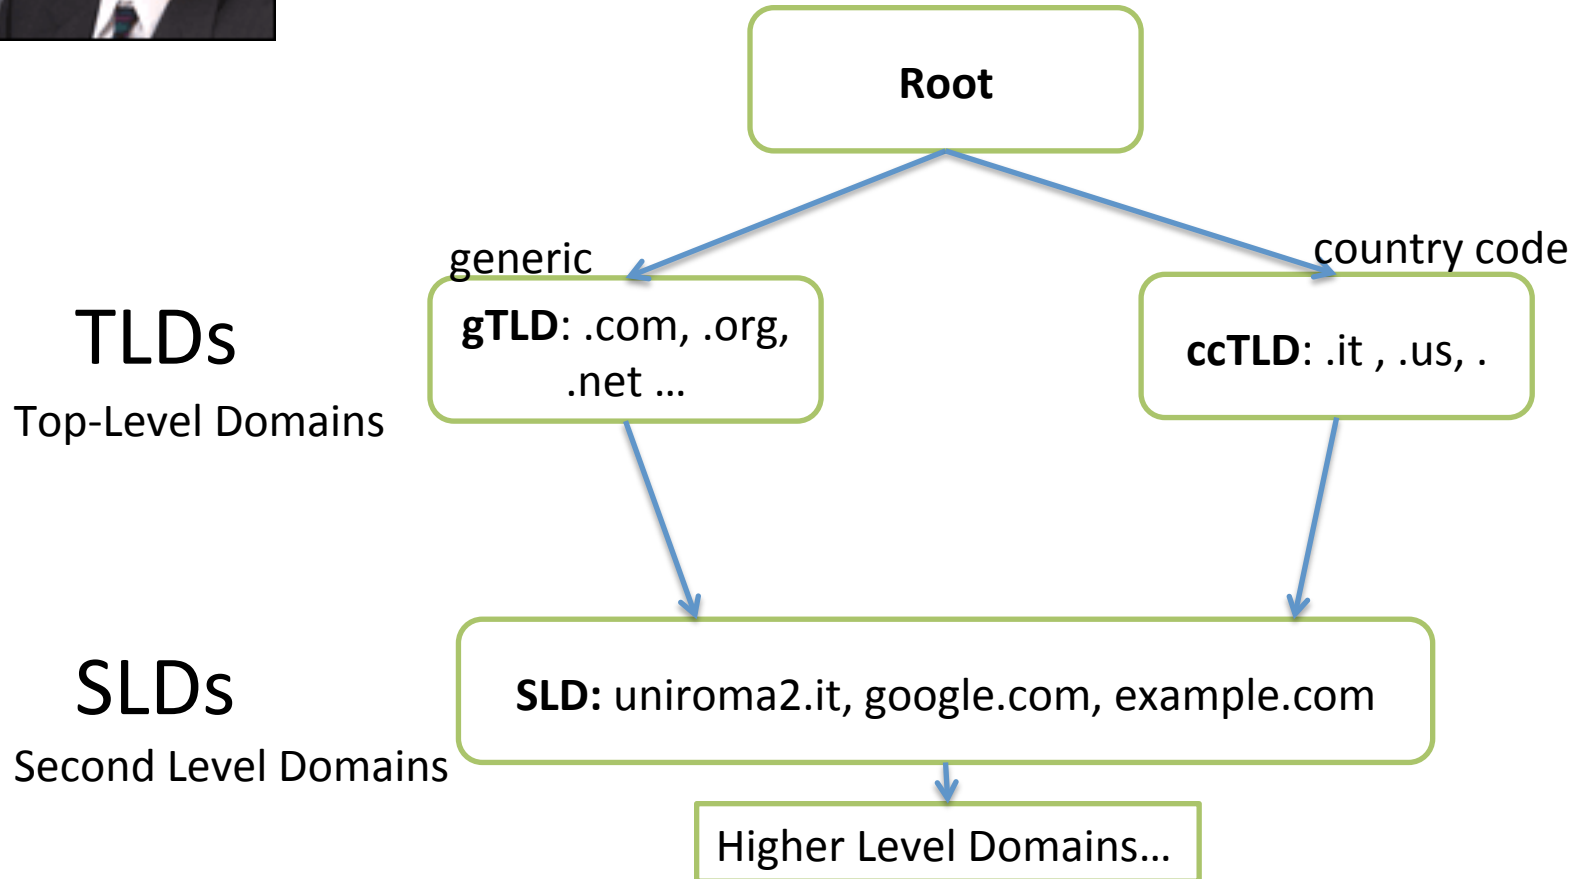 Root
generic
country code
TLDs
Top-Level Domains
gTLD: .com, .org,
.net ...
ccTLD: .it , .us, .
SLDs
Second Level Domains
SLD: uniroma2.it, google.com, example.com
Higher Level Domains...